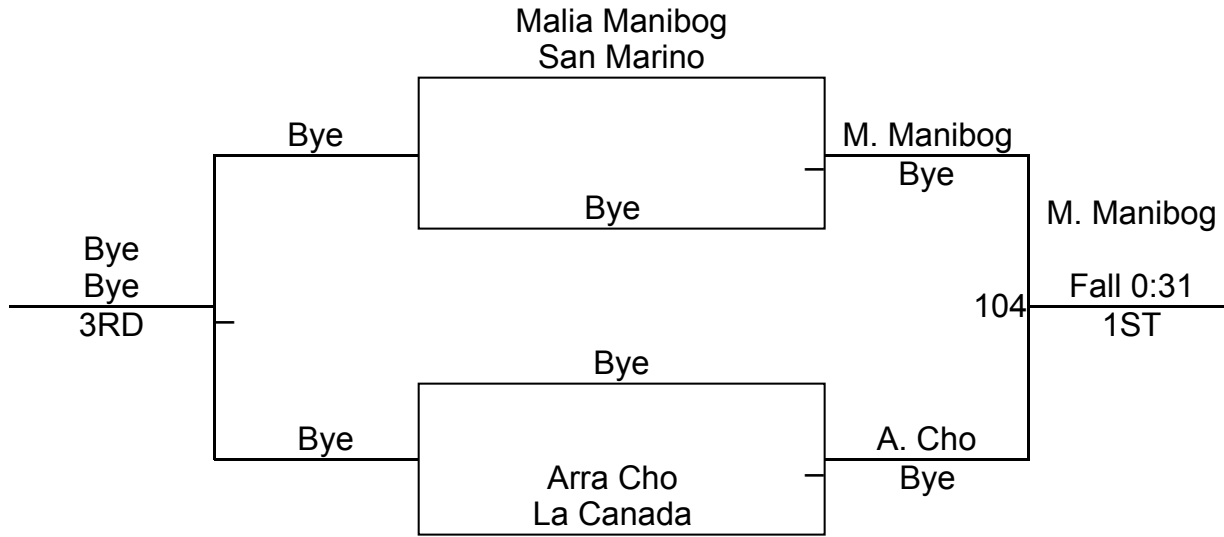 Malia Manibog
San Marino
Bye
M. Manibog
Bye
Bye
M. Manibog
Bye
Bye
3RD
104
Fall 0:31
1ST
Bye
Bye
A. Cho
Bye
Arra Cho
La Canada